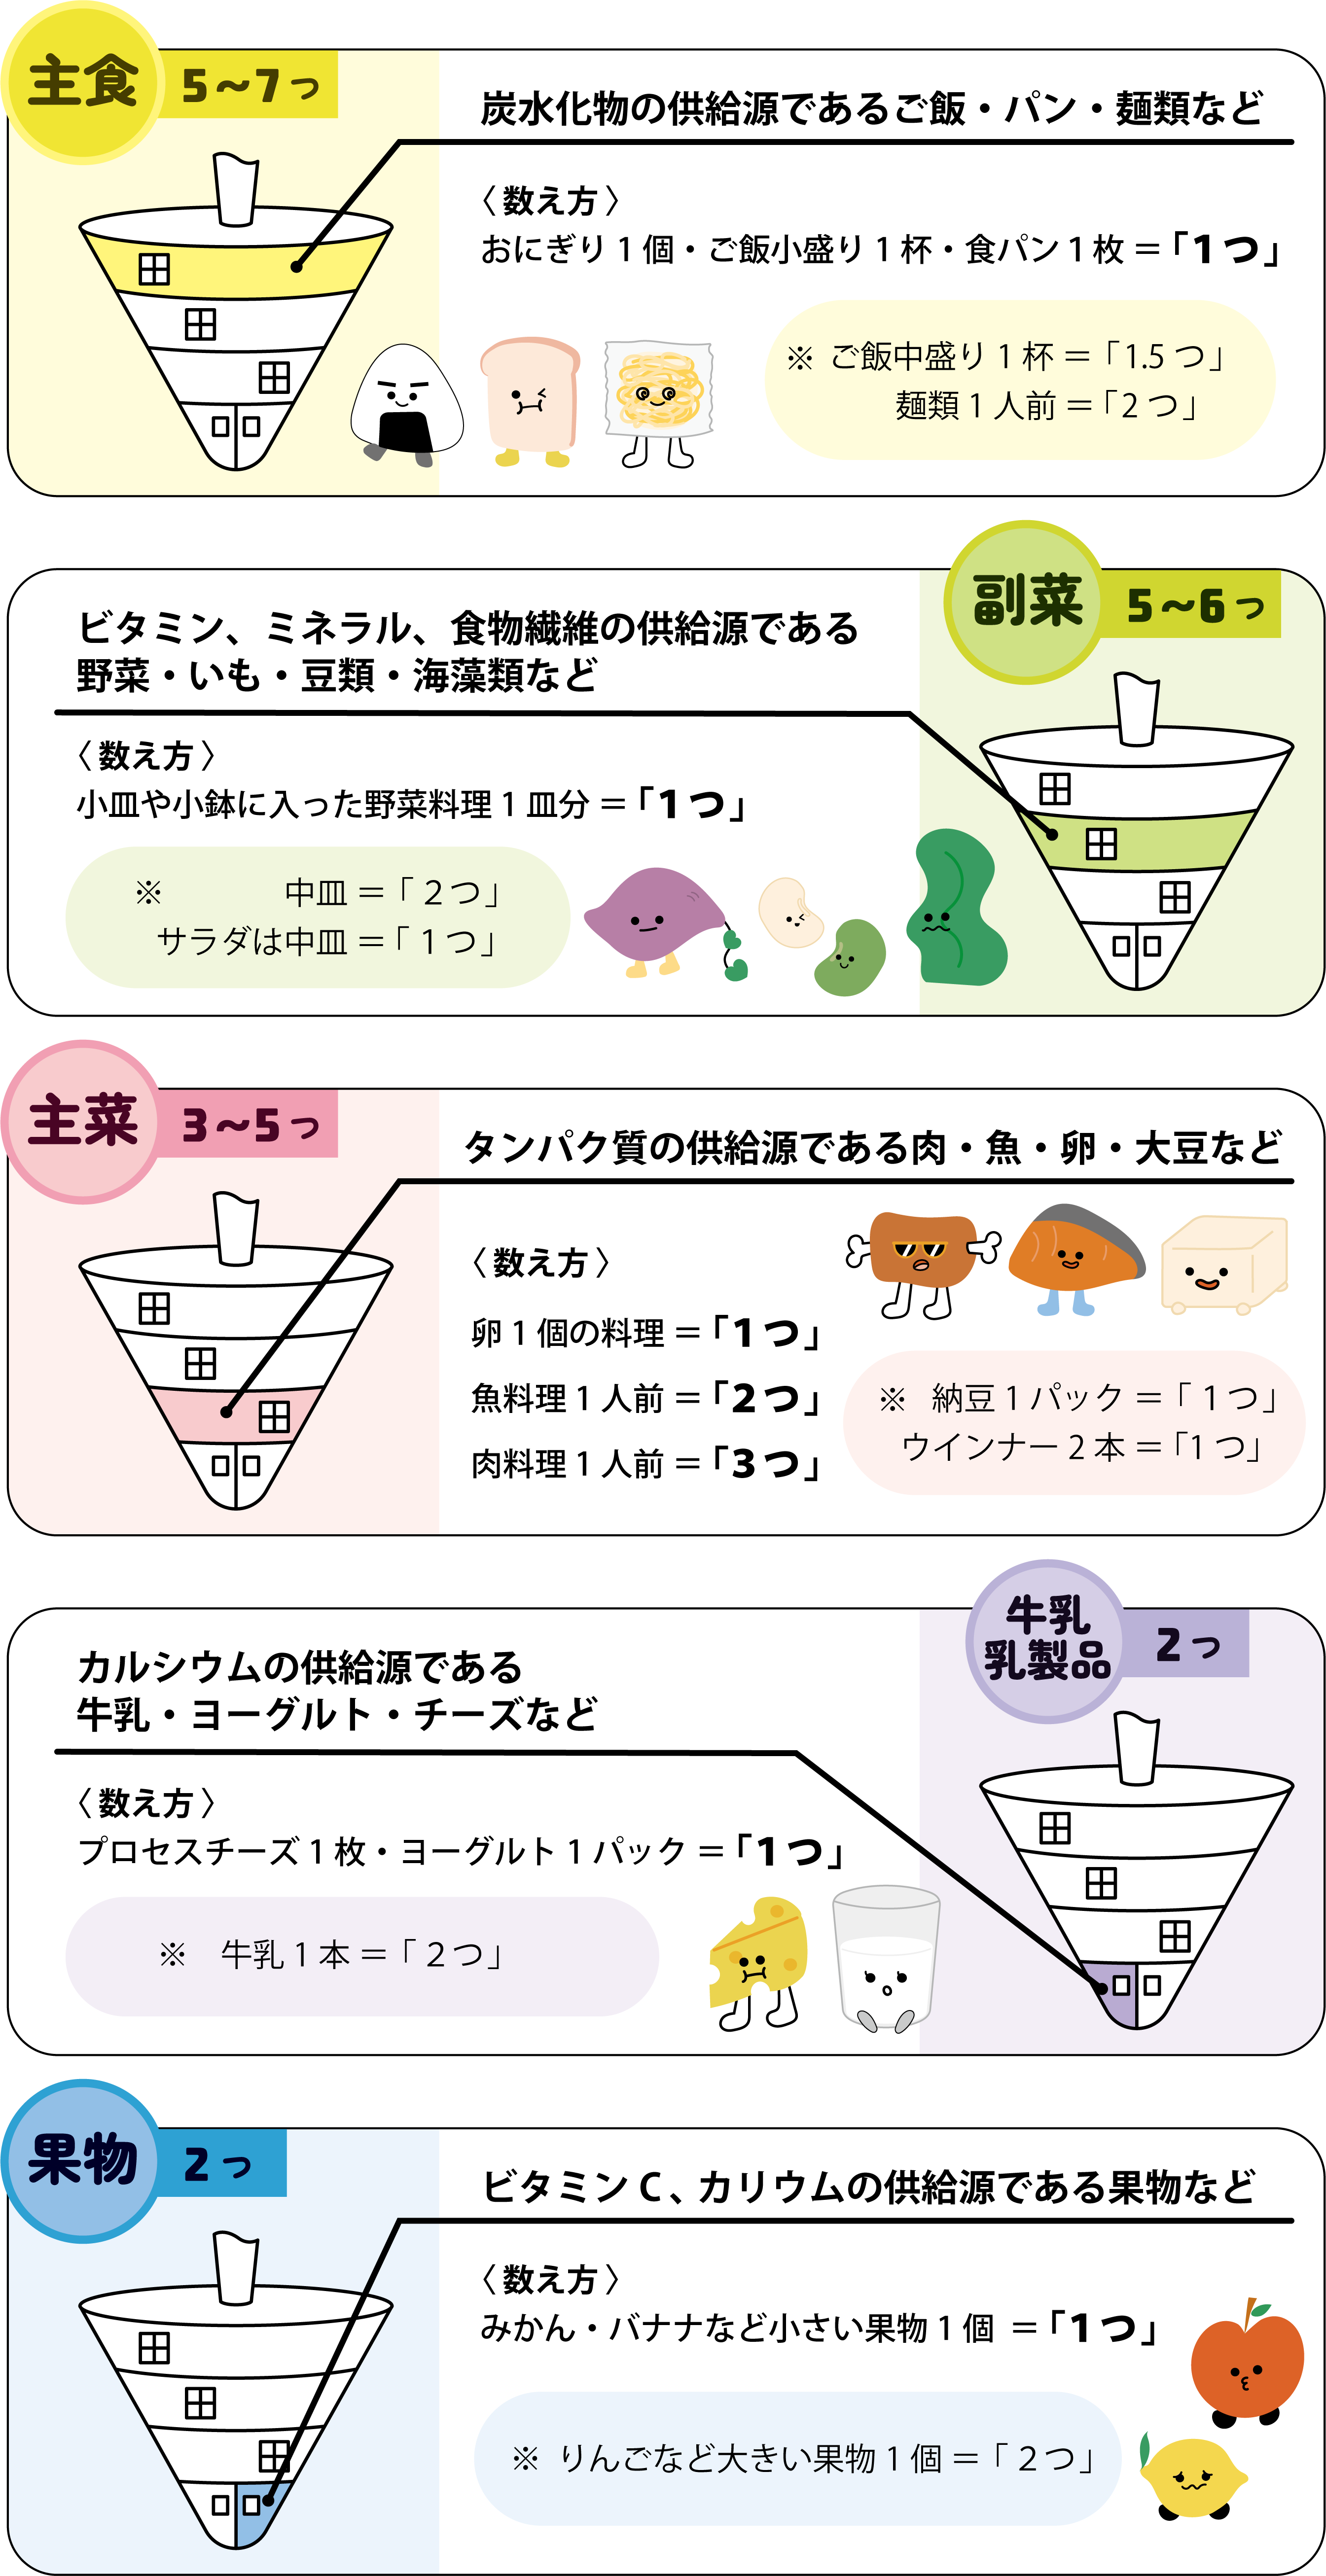 主食
5～7つ
炭水化物の供給源であるご飯・パン・麺類など
〈数え方〉
おにぎり1個・ご飯小盛り1杯・食パン1枚＝「1つ」
※ ご飯中盛り1杯＝「1.5つ」
麺類1人前＝「2つ」
副菜
5～6つ
ビタミン、ミネラル、食物繊維の供給源である
野菜・いも・豆類・海藻類など
〈数え方〉
小皿や小鉢に入った野菜料理1皿分＝「1つ」
※ 中皿＝「2つ」
サラダは中皿＝「1つ」
主菜
3～5つ
タンパク質の供給源である肉・魚・卵・大豆など
〈数え方〉
卵1個の料理＝「1つ」
魚料理1人前＝「2つ」
肉料理1人前＝「3つ」
※ 納豆1パック＝「1つ」
ウインナー2本＝「1つ」
牛乳
乳製品
2つ
カルシウムの供給源である
牛乳・ヨーグルト・チーズなど
〈数え方〉
プロセスチーズ1枚・ヨーグルト1パック＝「1つ」
※ 牛乳1本＝「2つ」
果物
2つ
ビタミンC、カリウムの供給源である果物など
〈数え方〉
みかん・バナナなど小さい果物1個＝「1つ」
※ りんごなど大きい果物1個＝「2つ」